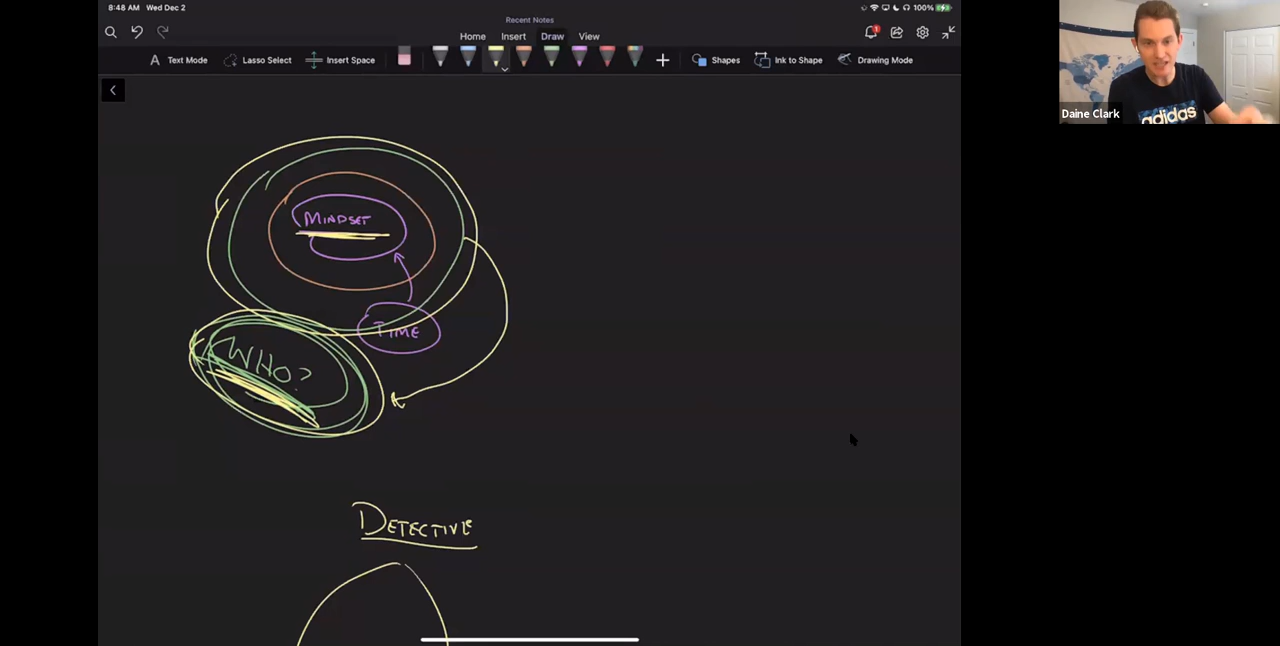 8:48 AM Wed Dec 2
100%
Recent Notes
Home Insert Draw View
1
Text Mode Lasso Select Insert Space Shapes Ink to Shape Drawing Mode
adidas
Daine Clark
MINDSET
TIME
WHO?
DETECTIVE